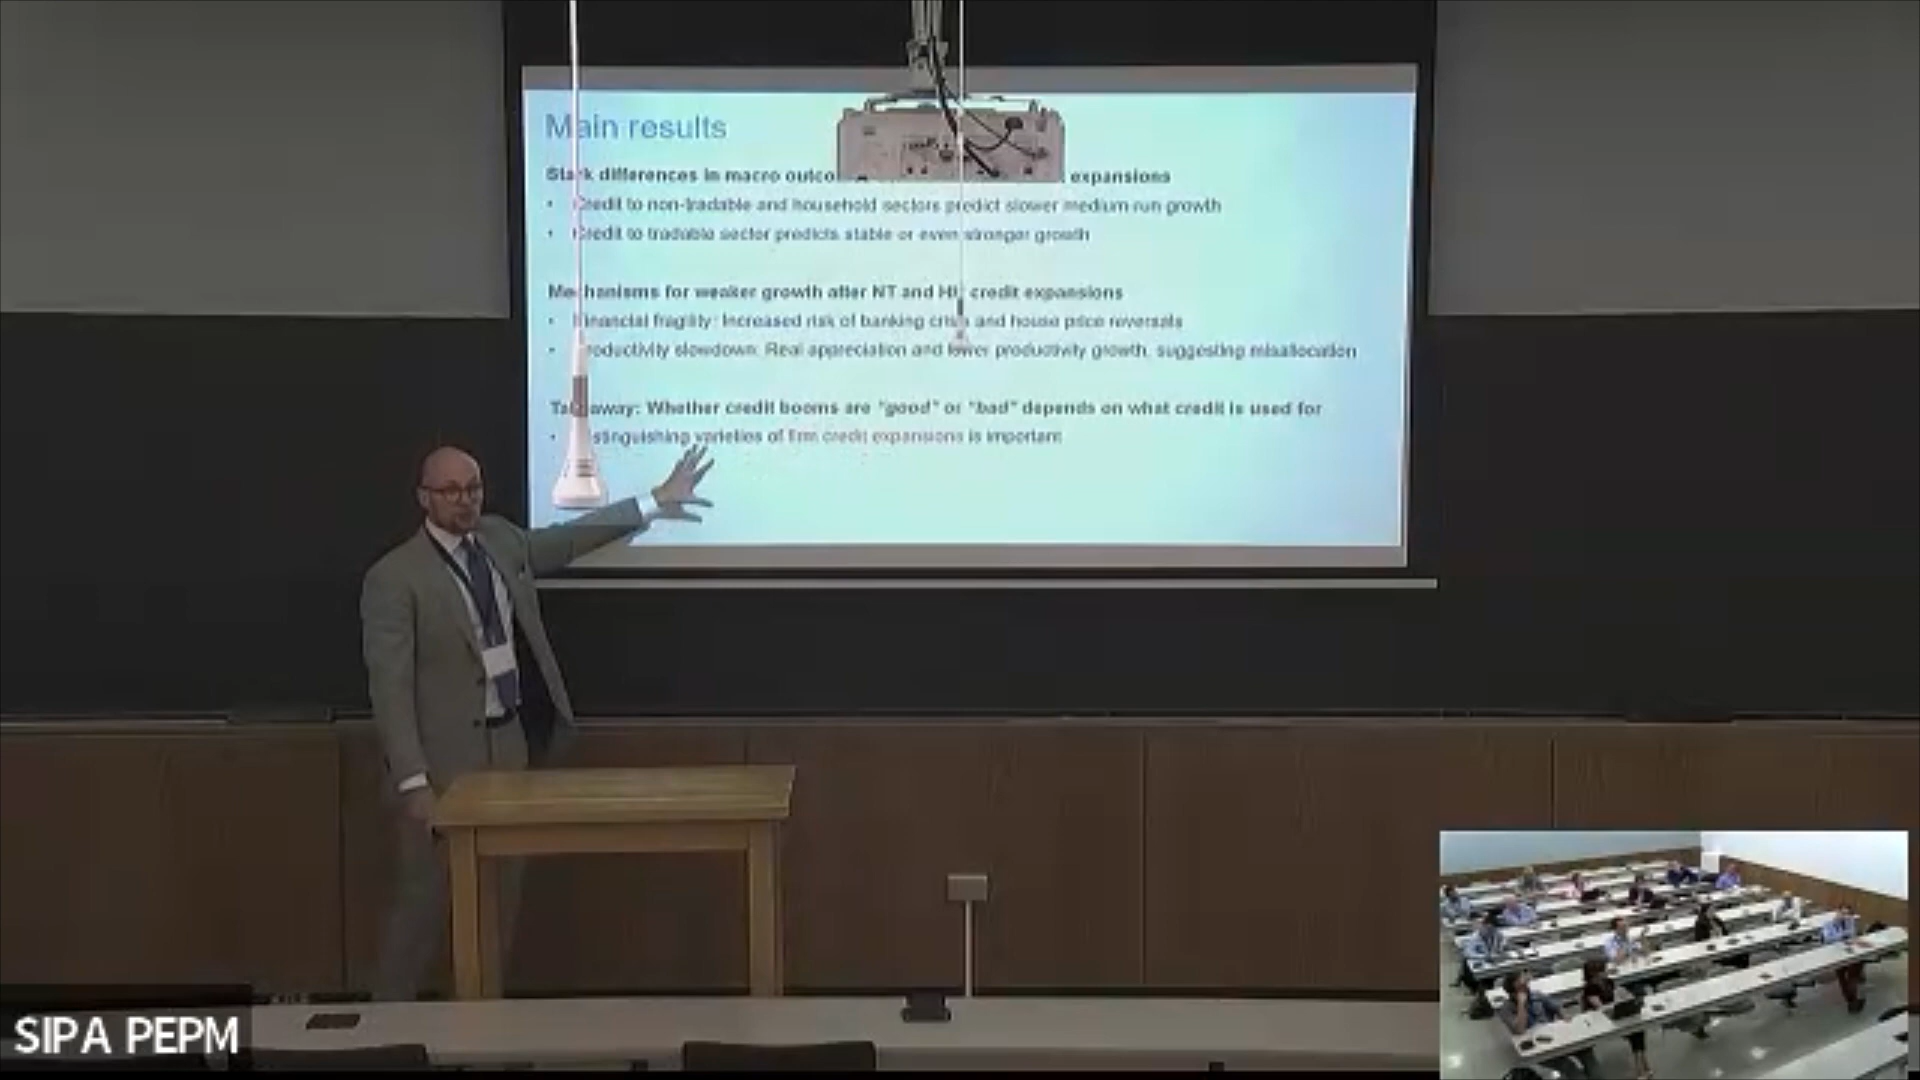 Main results
Stark differences in macro outco expansions
• Credit to non-tradable and household sectors predict slower medium-run growth
• Credit to tradable sector predicts stable or even stronger growth
Mechanisms for weaker growth after NT and HH credit expansions
• Financial fragility: Increased risk of banking crisis and house price reversals
• Productivity slowdown: Real appreciation and lower productivity growth, suggesting misallocation
Takeaway: Whether credit booms are "good" or "bad" depends on what credit is used for
• Distinguishing varieties of firm credit expansions is important
SIPA PEPM